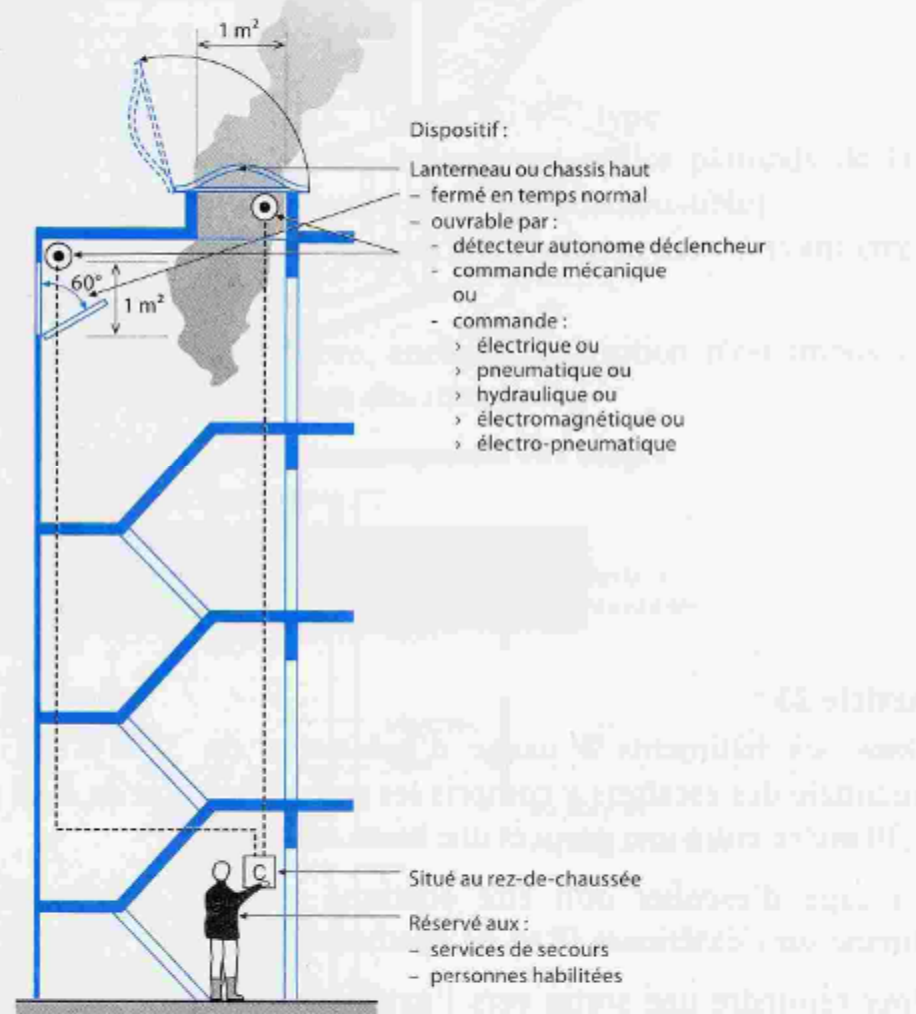 1 m²
Dispositif :
Lanterneau ou chassis haut
– fermé en temps normal
– ouvrable par :
- détecteur autonome déclencheur
- commande mécanique
ou
- commande :
› électrique ou
› pneumatique ou
› hydraulique ou
› électromagnétique ou
› électro-pneumatique
60°
1 m²
C
Situé au rez-de-chaussée
Réservé aux :
– services de secours
– personnes habilitées